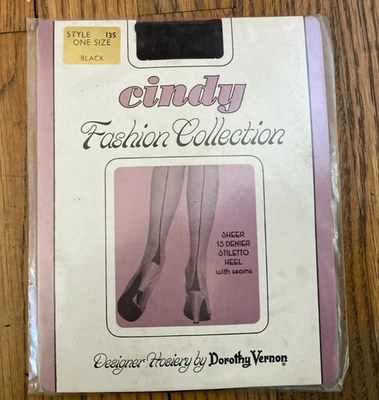 STYLE 135
ONE SIZE
BLACK
cindy
Fashion Collection
SHEER
15 DENIER
STILETTO
HEEL
with seams
Designer Hosiery by Dorothy Vernon®